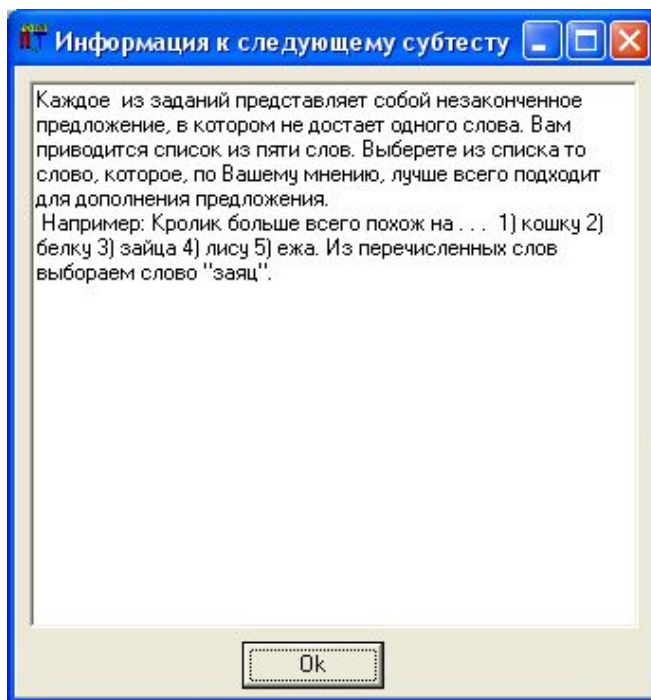 Информация к следующему субтесту
Каждое из заданий представляет собой незаконченное
предложение, в котором не достает одного слова. Вам
приводится список из пяти слов. Выберете из списка то
слово, которое, по Вашему мнению, лучше всего подходит
для дополнения предложения.
Например: Кролик больше всего похож на . . . 1) кошку 2)
белку 3) зайца 4) лису 5) ежа. Из перечисленных слов
выбораем слово "заяц".
Ok